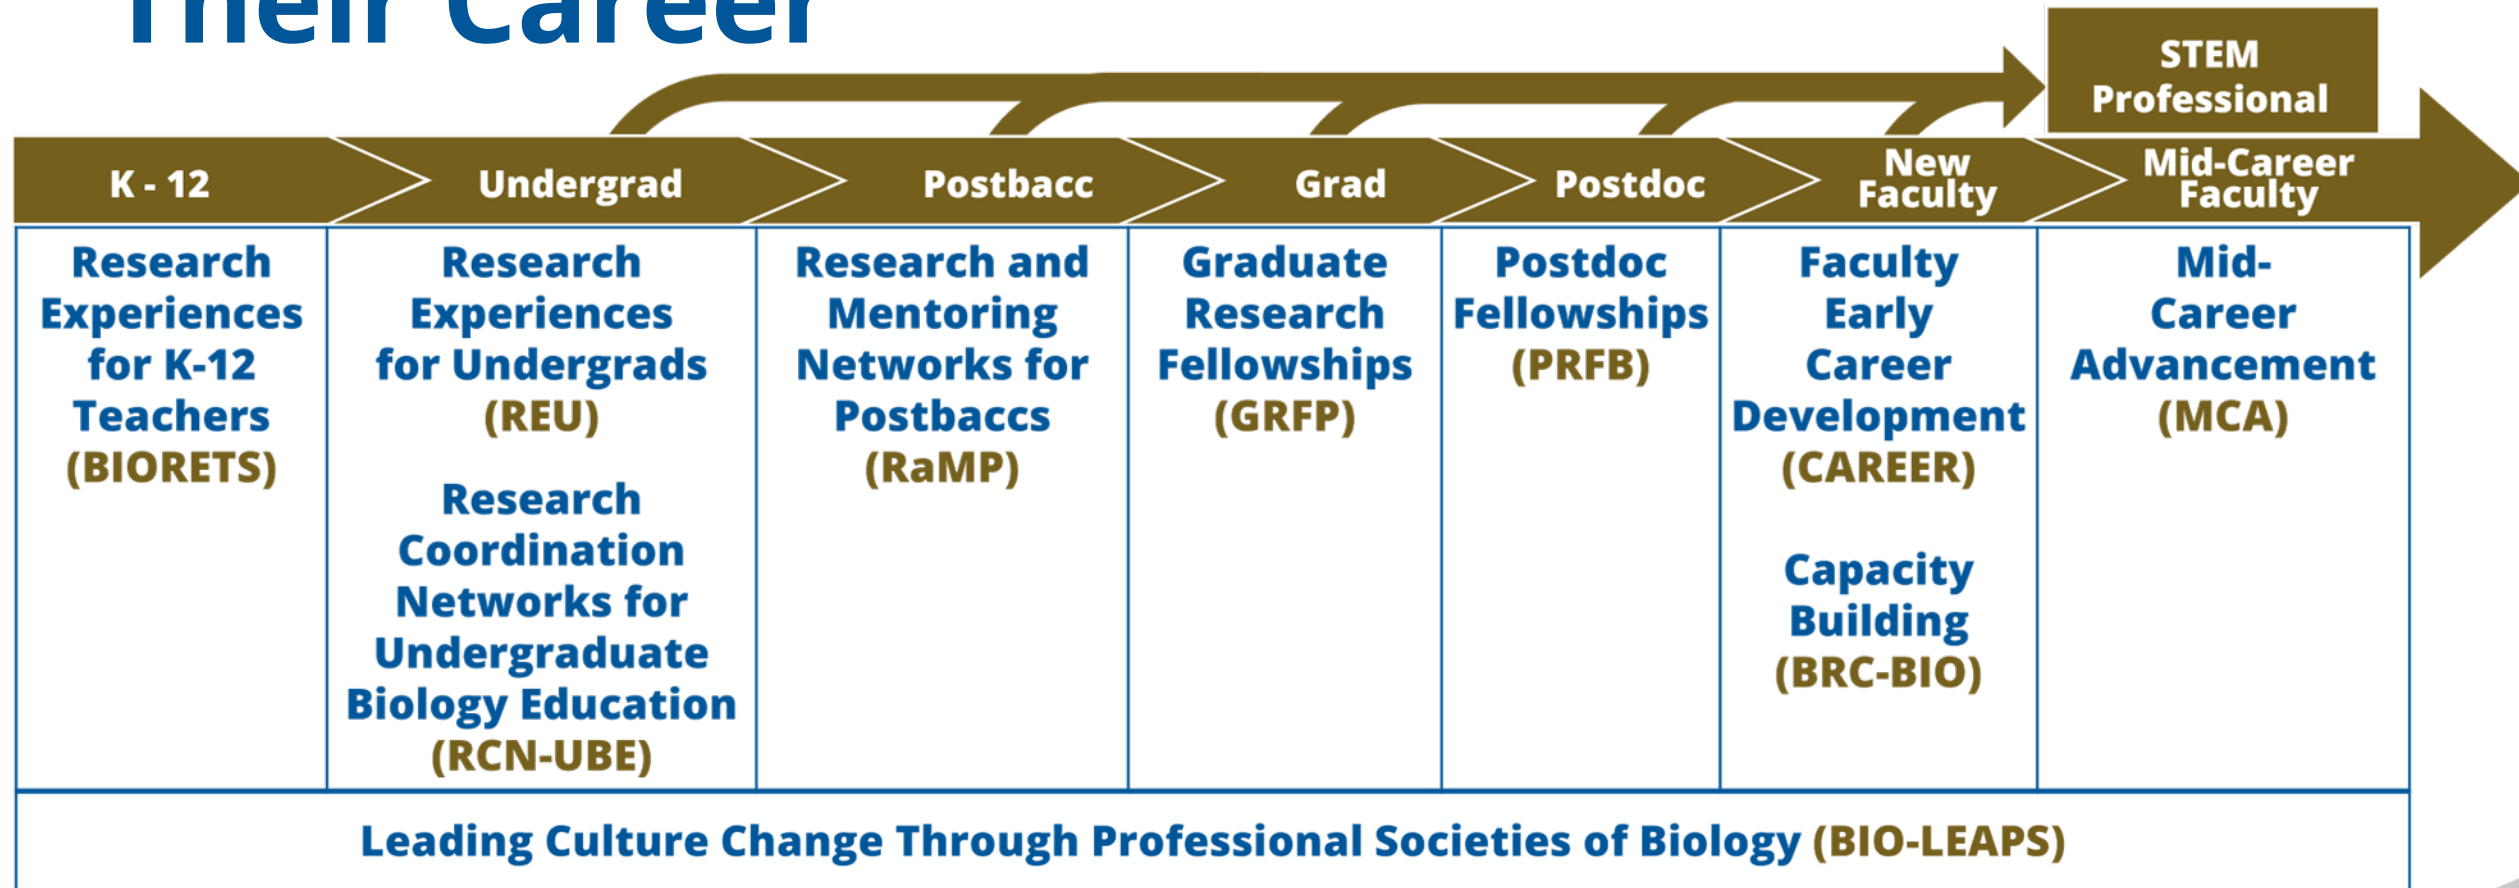 Their Career
STEM
Professional
K - 12
Undergrad
Postbacc
Grad
Postdoc
New
Faculty
Mid-Career
Faculty
Research
Experiences
for K-12
Teachers
(BIORETS)
Research
Experiences
for Undergrads
(REU)
Research
Coordination
Networks for
Undergraduate
Biology Education
(RCN-UBE)
Research and
Mentoring
Networks for
Postbaccs
(RaMP)
Graduate
Research
Fellowships
(GRFP)
Postdoc
Fellowships
(PRFB)
Faculty
Early
Career
Development
(CAREER)
Capacity
Building
(BRC-BIO)
Mid-
Career
Advancement
(MCA)
Leading Culture Change Through Professional Societies of Biology (BIO-LEAPS)